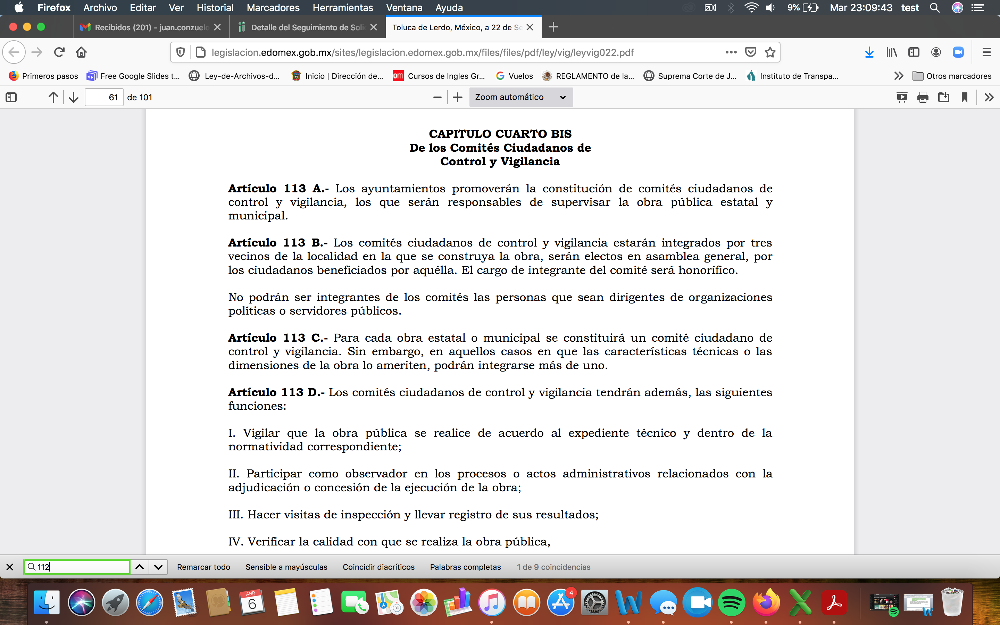 Firefox Archivo Editar Ver Historial Marcadores Herramientas Ventana Ayuda 9% Mar 23:09:43 test
Recibidos (201) - juan.conzuelo Detalle del Seguimiento de Soli Toluca de Lerdo, México, a 22 de Se
legislacion.edomex.gob.mx/sites/legislacion.edomex.gob.mx/files/files/pdf/ley/vig/leyvig022.pdf
Primeros pasos Free Google Slides t... Ley-de-Archivos-d... Inicio | Dirección de... om Cursos de Ingles Gr... Vuelos REGLAMENTO de la... Suprema Corte de J... Instituto de Transpa... Otros marcadores
61 de 101 Zoom automático
CAPITULO CUARTO BIS
De los Comités Ciudadanos de
Control y Vigilancia
Artículo 113 A.- Los ayuntamientos promoverán la constitución de comités ciudadanos de
control y vigilancia, los que serán responsables de supervisar la obra pública estatal y
municipal.
Artículo 113 B.- Los comités ciudadanos de control y vigilancia estarán integrados por tres
vecinos de la localidad en la que se construya la obra, serán electos en asamblea general, por
los ciudadanos beneficiados por aquélla. El cargo de integrante del comité será honorífico.
No podrán ser integrantes de los comités las personas que sean dirigentes de organizaciones
políticas o servidores públicos.
Artículo 113 C.- Para cada obra estatal o municipal se constituirá un comité ciudadano de
control y vigilancia. Sin embargo, en aquellos casos en que las características técnicas o las
dimensiones de la obra lo ameriten, podrán integrarse más de uno.
Artículo 113 D.- Los comités ciudadanos de control y vigilancia tendrán además, las siguientes
funciones:
I. Vigilar que la obra pública se realice de acuerdo al expediente técnico y dentro de la
normatividad correspondiente;
II. Participar como observador en los procesos o actos administrativos relacionados con la
adjudicación o concesión de la ejecución de la obra;
III. Hacer visitas de inspección y llevar registro de sus resultados;
IV. Verificar la calidad con que se realiza la obra pública,
112 Remarcar todo Sensible a mayúsculas Coincidir diacríticos Palabras completas 1 de 9 coincidencias
ABR
6
3D
4